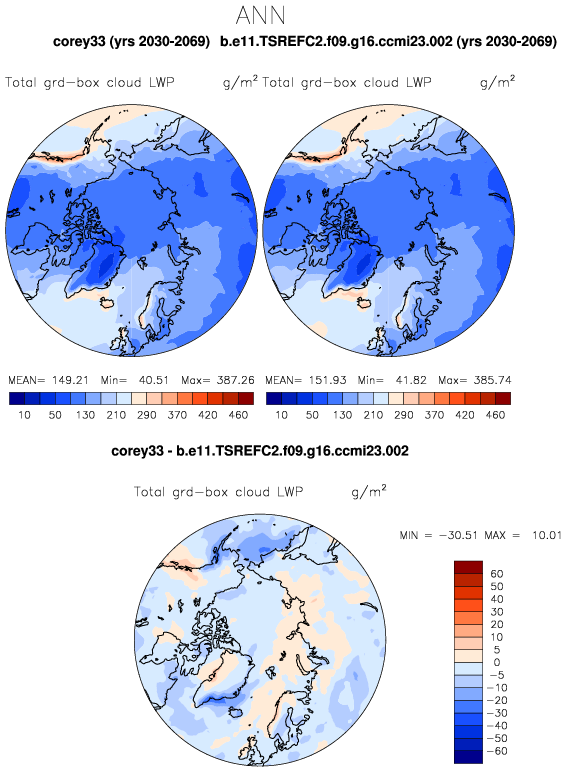 ANN
corey33 (yrs 2030-2069) b.e11.TSREFC2.f09.g16.ccmi23.002 (yrs 2030-2069)
Total grd-box cloud LWP g/m² Total grd-box cloud LWP g/m²
MEAN= 149.21 Min= 40.51 Max= 387.26 MEAN= 151.93 Min= 41.82 Max= 385.74
10 50 130 210 290 370 420 460 10 50 130 210 290 370 420 460
corey33 - b.e11.TSREFC2.f09.g16.ccmi23.002
Total grd-box cloud LWP g/m²
MIN = -30.51 MAX = 10.01
60
50
40
30
20
10
5
0
-5
-10
-20
-30
-40
-50
-60